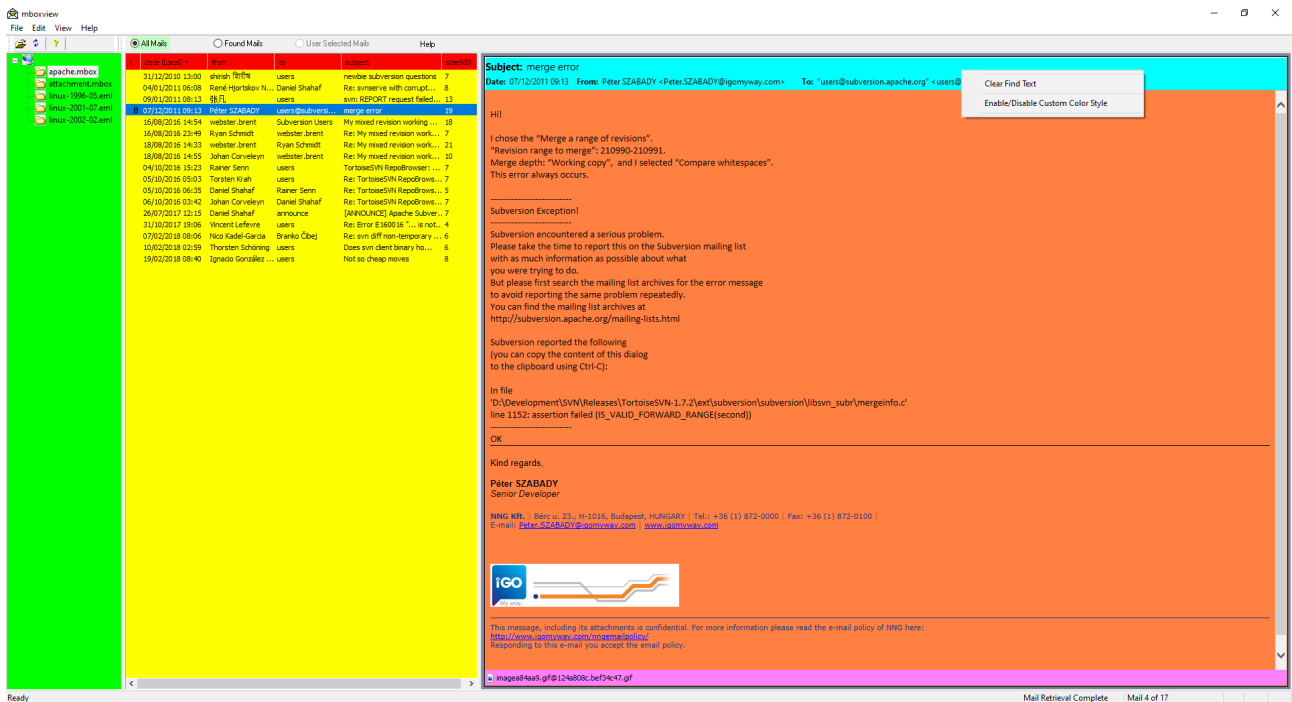 mboxview
File Edit View Help
All Mails Found Mails User Selected Mails Help
apache.mbox
attachment.mbox
linux-1996-05.eml
linux-2001-07.eml
linux-2002-02.eml
! date (Local) ↑ from to subject size(KB)
31/12/2010 13:00 shirish शिरीष users newbie subversion questions 7
04/01/2011 06:08 René Hjortskov N... Daniel Shahaf Re: svnserve with corrupt... 8
09/01/2011 08:13 张凡 users svn: REPORT request failed... 13
07/12/2011 09:13 Péter SZABADY users@subversi... merge error 19
16/08/2016 14:54 webster.brent Subversion Users My mixed revision working ... 18
16/08/2016 23:49 Ryan Schmidt webster.brent Re: My mixed revision work... 7
18/08/2016 14:33 webster.brent Ryan Schmidt Re: My mixed revision work... 21
18/08/2016 14:55 Johan Corveleyn webster.brent Re: My mixed revision work... 10
04/10/2016 15:23 Rainer Senn users TortoiseSVN RepoBrowser: ... 7
05/10/2016 05:03 Torsten Krah users Re: TortoiseSVN RepoBrows... 7
05/10/2016 06:35 Daniel Shahaf Rainer Senn Re: TortoiseSVN RepoBrows... 5
06/10/2016 03:42 Johan Corveleyn Daniel Shahaf Re: TortoiseSVN RepoBrows... 7
26/07/2017 12:15 Daniel Shahaf announce [ANNOUNCE] Apache Subver.. 7
31/10/2017 19:06 Vincent Lefevre users Re: Error E160016 "... is not.. 4
07/02/2018 08:06 Nico Kadel-Garcia Branko Čibej Re: svn diff non-temporary ... 6
10/02/2018 02:59 Thorsten Schöning users Does svn client binary ho... 6
19/02/2018 08:40 Ignacio González ... users Not so cheap moves 8
Subject: merge error
Date: 07/12/2011 09:13 From: Péter SZABADY <Peter.SZABADY@igomyway.com> To: "users@subversion.apache.org" <users@
Clear Find Text
Enable/Disable Custom Color Style
Hi!
I chose the “Merge a range of revisions”.
“Revision range to merge”: 210990-210991.
Merge depth: “Working copy”, and I selected “Compare whitespaces”.
This error always occurs.
---------------------------
Subversion Exception!
---------------------------
Subversion encountered a serious problem.
Please take the time to report this on the Subversion mailing list
with as much information as possible about what
you were trying to do.
But please first search the mailing list archives for the error message
to avoid reporting the same problem repeatedly.
You can find the mailing list archives at
http://subversion.apache.org/mailing-lists.html
Subversion reported the following
(you can copy the content of this dialog
to the clipboard using Ctrl-C):
In file
'D:\Development\SVN\Releases\TortoiseSVN-1.7.2\ext\subversion\subversion\libsvn_subr\mergeinfo.c'
line 1152: assertion failed (IS_VALID_FORWARD_RANGE(second))
---------------------------
OK
Kind regards,
Péter SZABADY
Senior Developer
NNG Kft. | Bérc u. 23., H-1016, Budapest, HUNGARY | Tel.: +36 (1) 872-0000 | Fax: +36 (1) 872-0100 |
E-mail: Peter.SZABADY@igomyway.com | www.igomyway.com
iGO
My way.
This message, including its attachments is confidential. For more information please read the e-mail policy of NNG here:
http://www.igomyway.com/nngemailpolicy/
Responding to this e-mail you accept the email policy.
imagea84aa9.gif@124a808c.bef34c47.gif
Ready Mail Retrieval Complete Mail 4 of 17